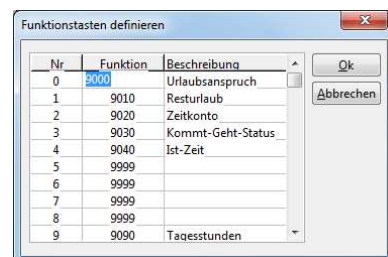 Funktionstasten definieren
Nr Funktion Beschreibung
0 9000 Urlaubsanspruch
1 9010 Resturlaub
2 9020 Zeitkonto
3 9030 Kommt-Geht-Status
4 9040 Ist-Zeit
5 9999
6 9999
7 9999
8 9999
9 9090 Tagesstunden
Ok
Abbrechen